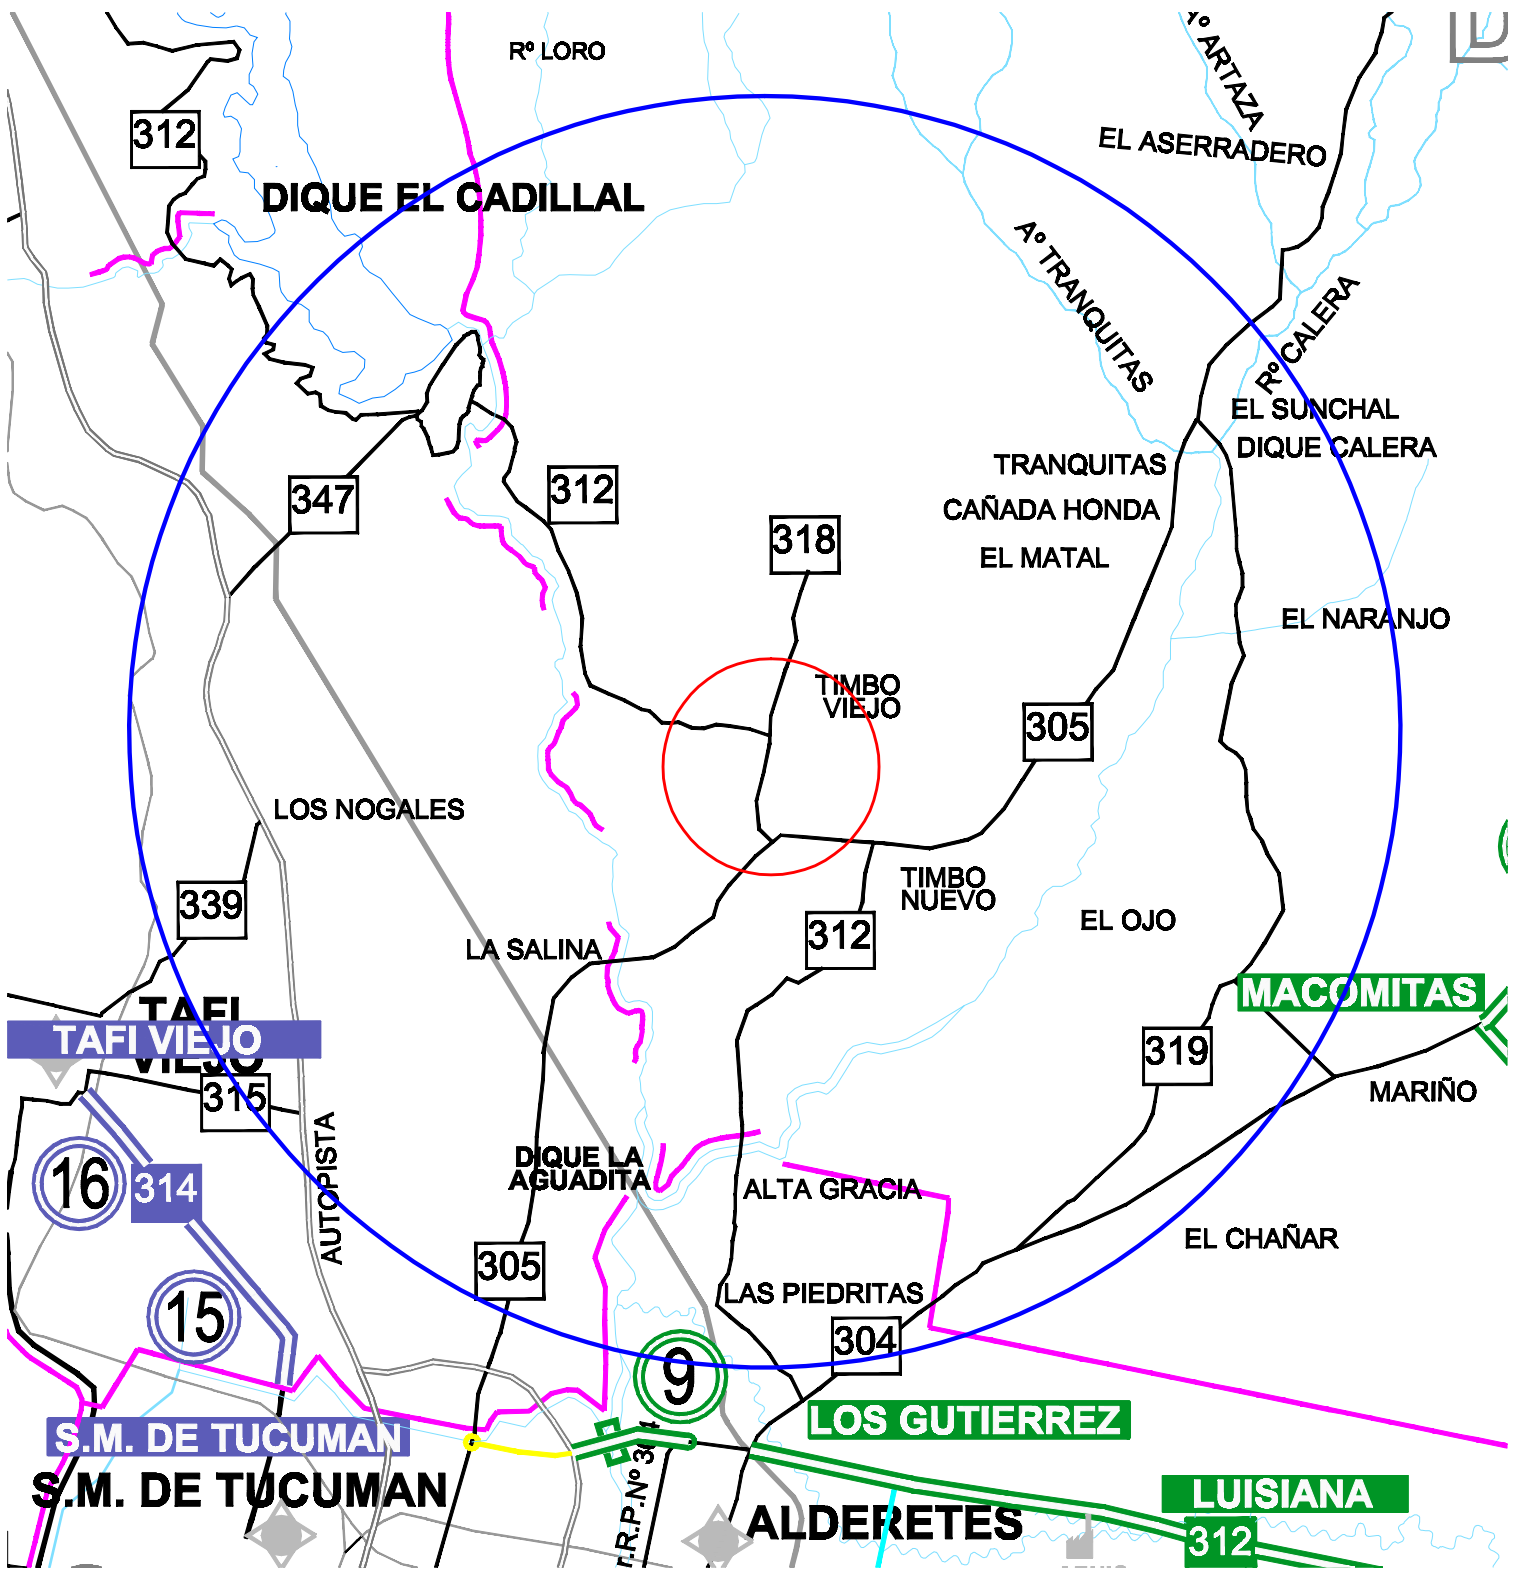 Rº LORO
Yº ARTAZA
312
EL ASERRADERO
DIQUE EL CADILLAL
Aº TRANQUITAS
Rº CALERA
EL SUNCHAL
DIQUE CALERA
TRANQUITAS
347
312
CAÑADA HONDA
318
EL MATAL
EL NARANJO
TIMBO
VIEJO
305
LOS NOGALES
TIMBO
NUEVO
339
312
EL OJO
LA SALINA
MACOMITAS
TAFI
VIEJO
TAFI VIEJO
319
315
MARIÑO
AUTOPISTA
DIQUE LA
AGUADITA
16
314
ALTA GRACIA
EL CHAÑAR
305
LAS PIEDRITAS
15
304
9
LOS GUTIERREZ
S.M. DE TUCUMAN
S.M. DE TUCUMAN
LUISIANA
ALDERETES
312